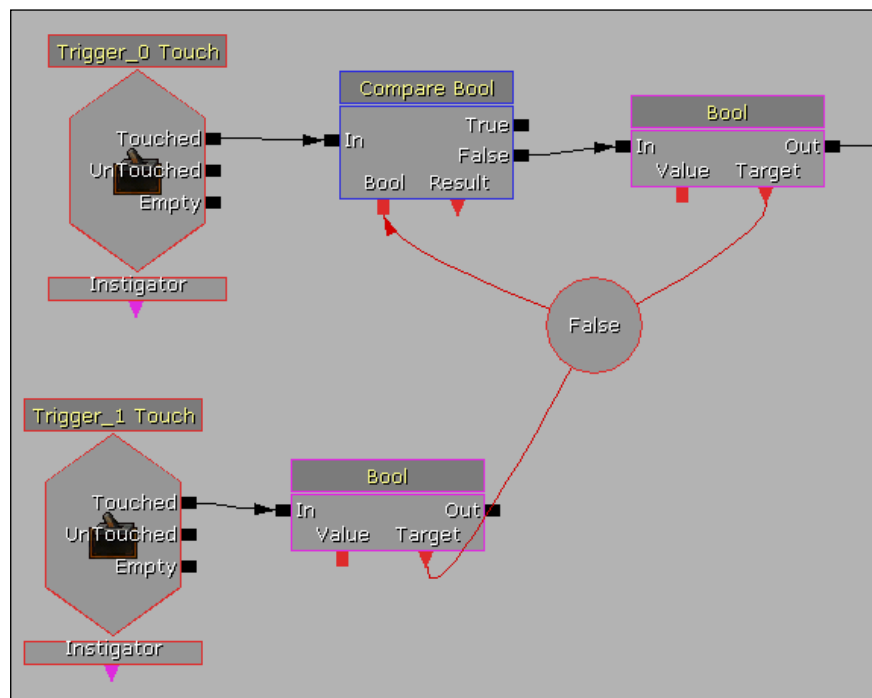 Trigger_0 Touch
Touched
UnTouched
Empty
Instigator
Compare Bool
In
True
False
Bool Result
Bool
In Out
Value Target
False
Trigger_1 Touch
Touched
UnTouched
Empty
Instigator
Bool
In Out
Value Target